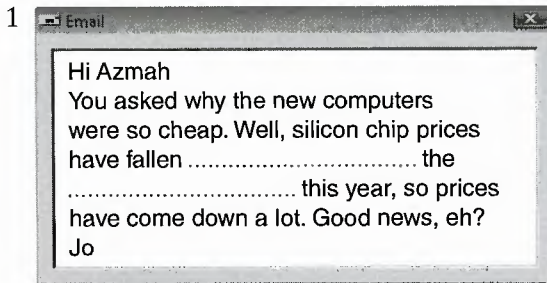 1
Email
Hi Azmah
You asked why the new computers
were so cheap. Well, silicon chip prices
have fallen ................................. the
................................. this year, so prices
have come down a lot. Good news, eh?
Jo